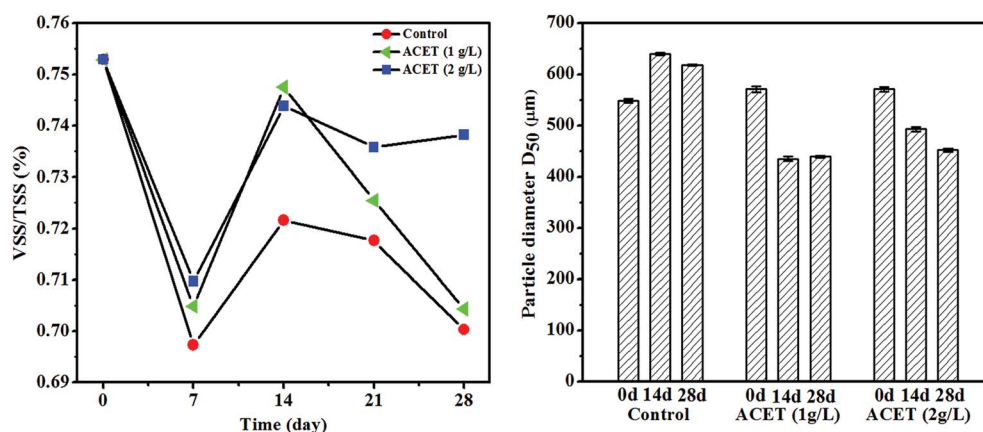 0.76
0.75
0.74
0.73
0.72
0.71
0.70
0.69
VSS/TSS (%)
Control
ACET (1 g/L)
ACET (2 g/L)
0 7 14 21 28
Time (day)
700
600
500
400
300
200
100
0
Particle diameter D50 (μm)
0d 14d 28d 0d 14d 28d 0d 14d 28d
Control ACET (1g/L) ACET (2g/L)